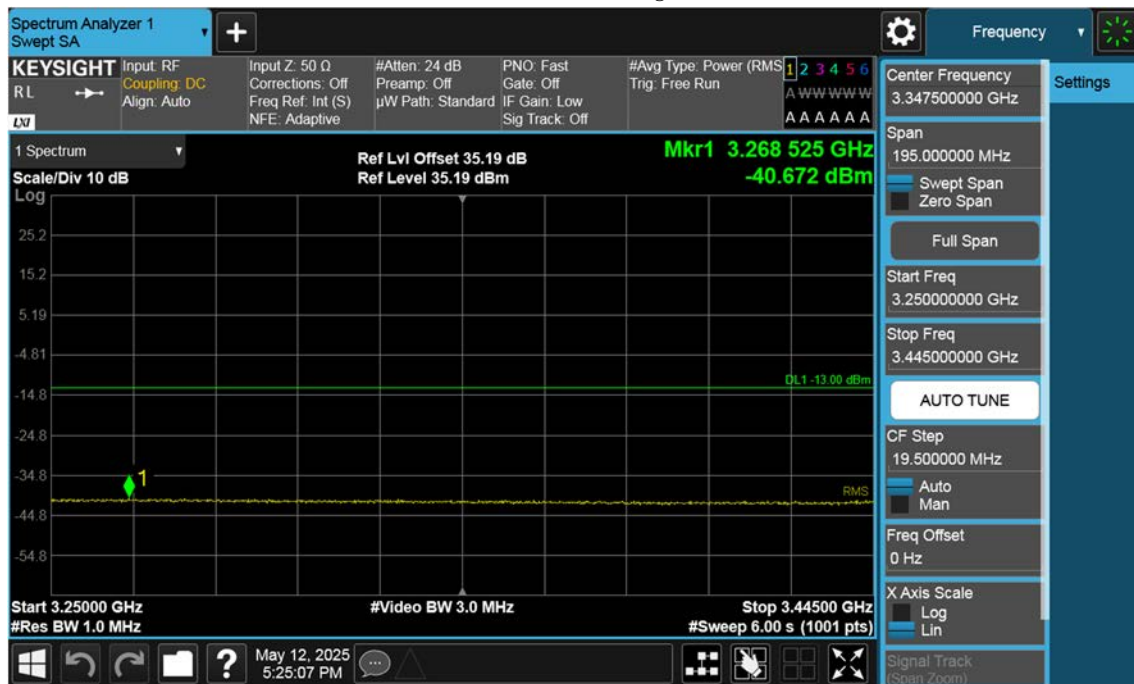 Spectrum Analyzer 1
Swept SA
+
Frequency
KEYSIGHT
RL
LXI
Input: RF
Coupling: DC
Align: Auto
Input Z: 50 Ω
Corrections: Off
Freq Ref: Int (S)
NFE: Adaptive
#Atten: 24 dB
Preamp: Off
µW Path: Standard
PNO: Fast
Gate: Off
IF Gain: Low
Sig Track: Off
#Avg Type: Power (RMS
Trig: Free Run
1 2 3 4 5 6
A W W W W W
A A A A A A
1 Spectrum
Scale/Div 10 dB
Log
Ref Lvl Offset 35.19 dB
Ref Level 35.19 dBm
Mkr1 3.268 525 GHz
-40.672 dBm
25.2
15.2
5.19
-4.81
DL1 -13.00 dBm
-14.8
-24.8
-34.8
1
RMS
-44.8
-54.8
Start 3.25000 GHz
#Res BW 1.0 MHz
#Video BW 3.0 MHz
Stop 3.44500 GHz
#Sweep 6.00 s (1001 pts)
?
May 12, 2025
5:25:07 PM
Center Frequency
3.347500000 GHz
Settings
Span
195.000000 MHz
Swept Span
Zero Span
Full Span
Start Freq
3.250000000 GHz
Stop Freq
3.445000000 GHz
AUTO TUNE
CF Step
19.500000 MHz
Auto
Man
Freq Offset
0 Hz
X Axis Scale
Log
Lin
Signal Track
(Span Zoom)